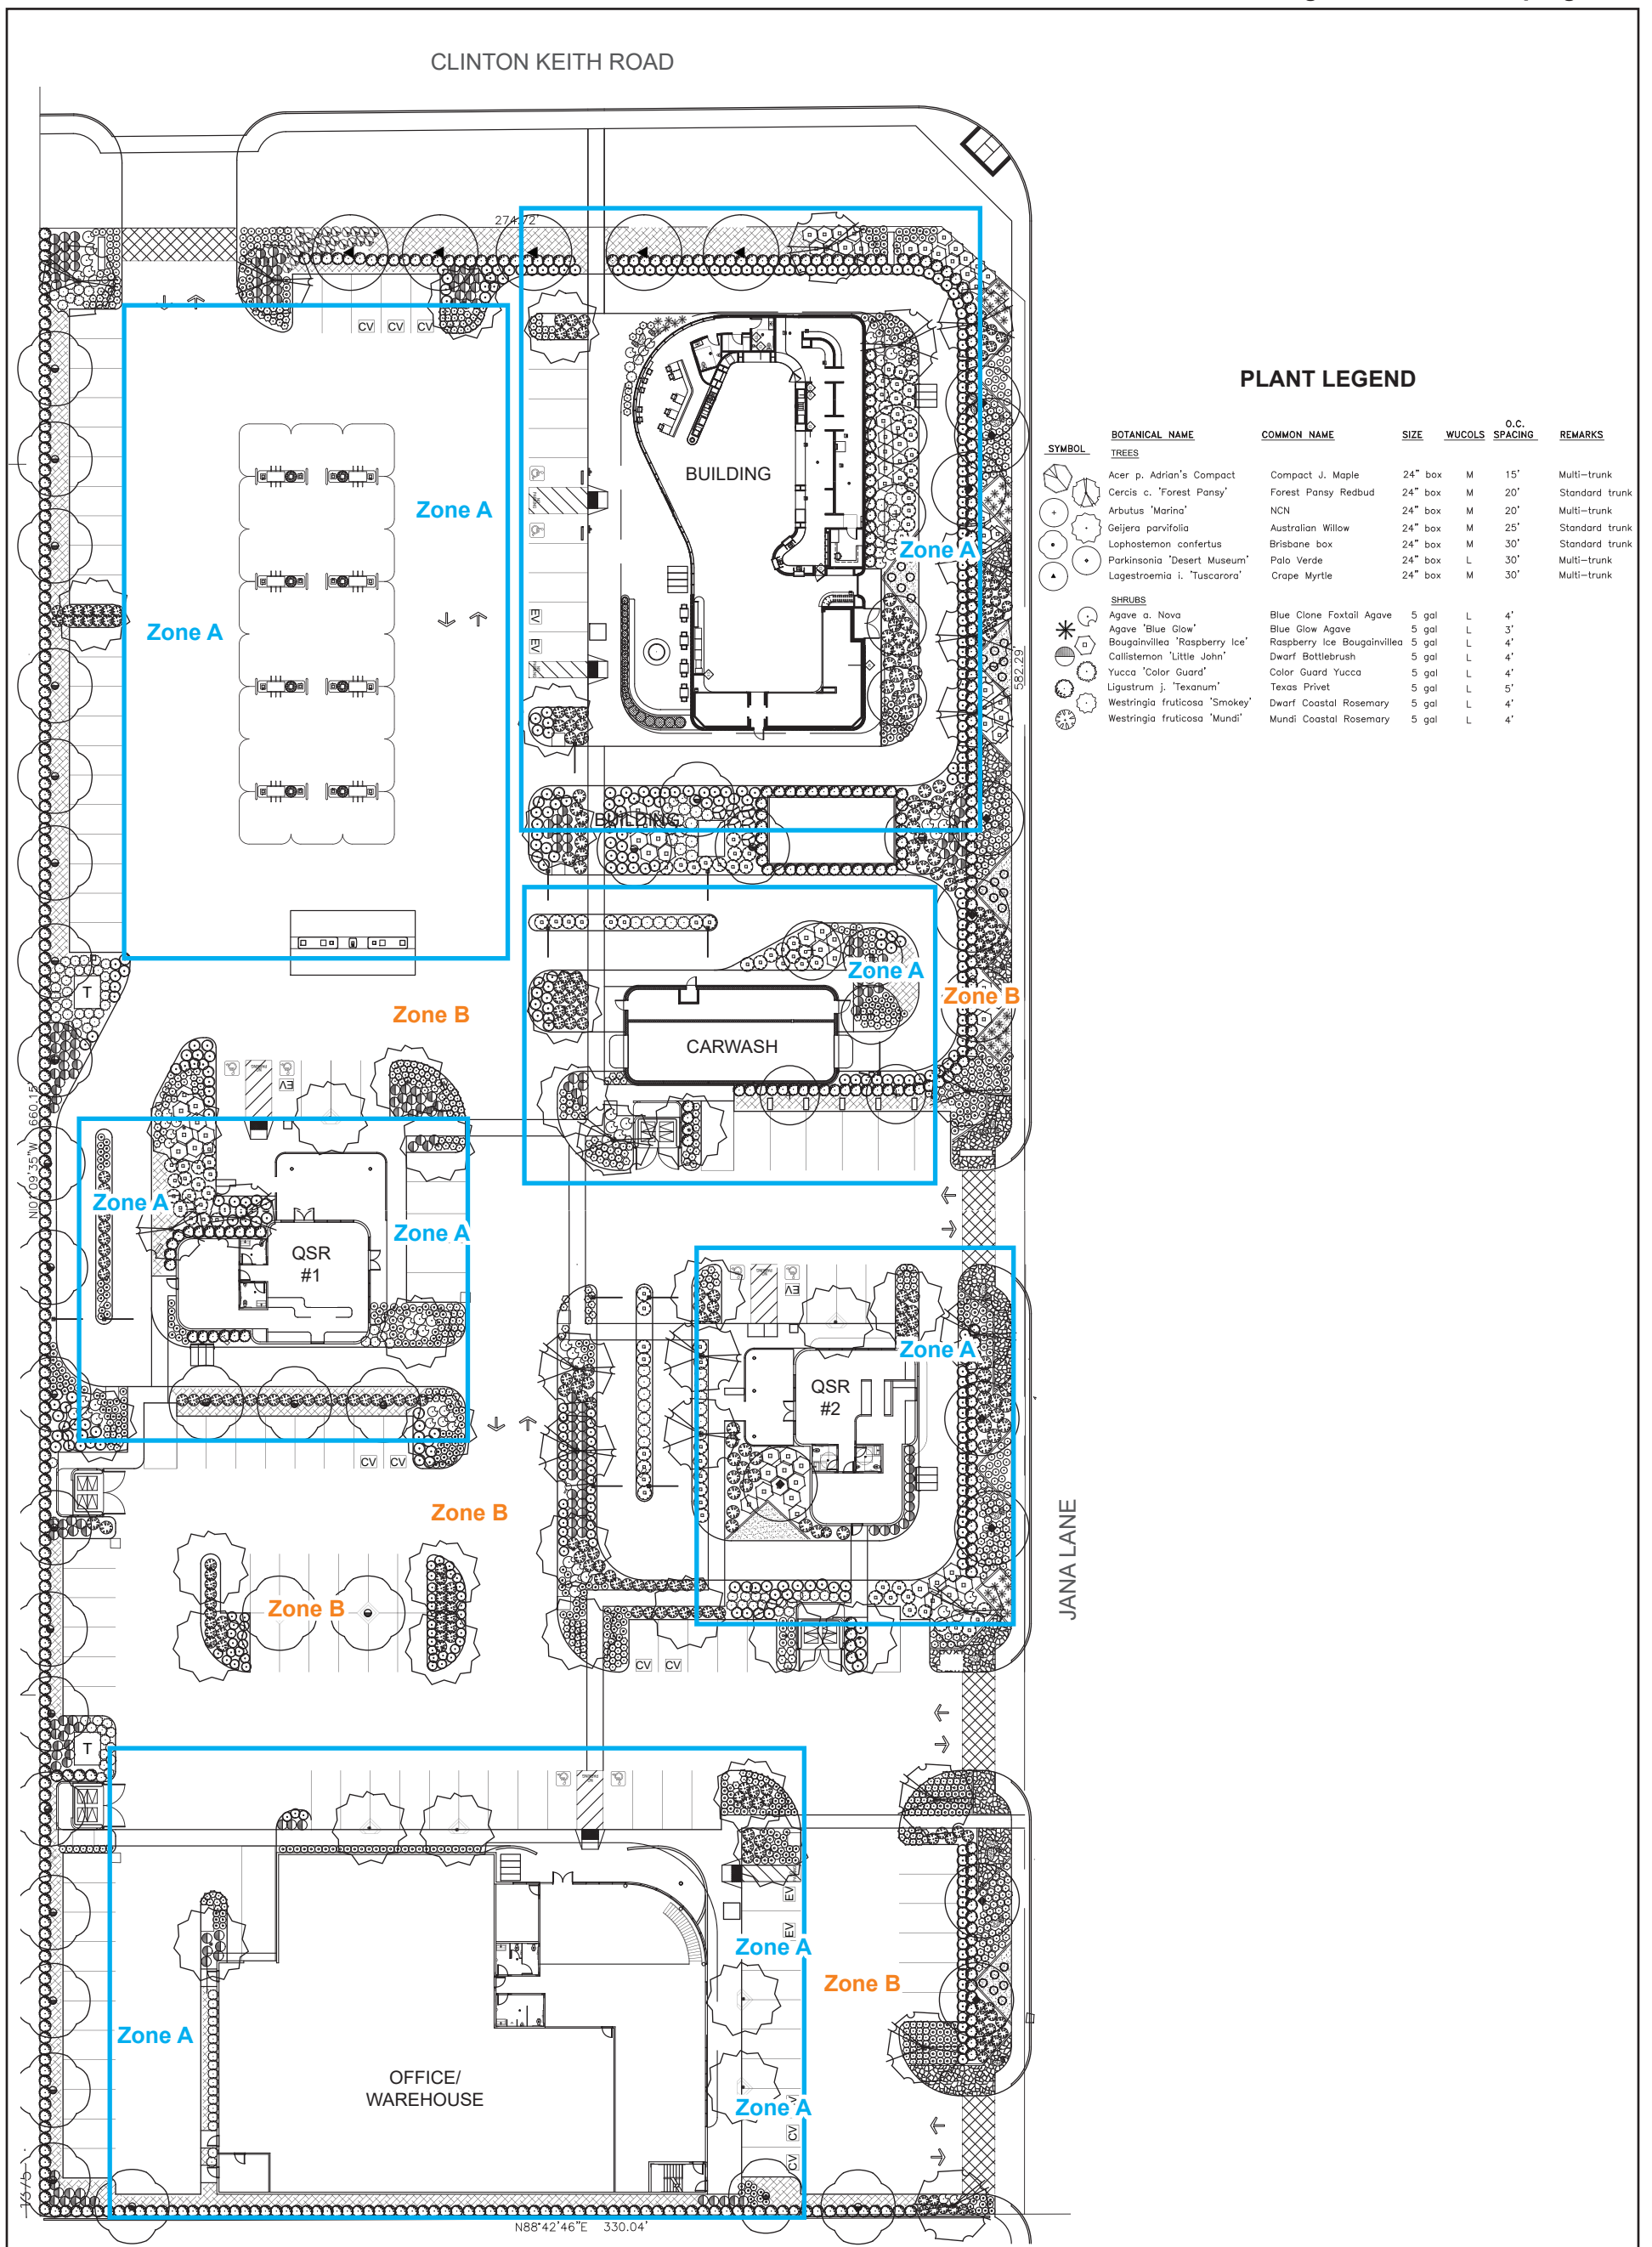 CLINTON KEITH ROAD
274.72'
CV CV CV
PLANT LEGEND
SYMBOL BOTANICAL NAME COMMON NAME SIZE WUCOLS O.C. SPACING REMARKS
TREES
Acer p. Adrian's Compact Compact J. Maple 24" box M 15' Multi-trunk
Cercis c. 'Forest Pansy' Forest Pansy Redbud 24" box M 20' Standard trunk
Arbutus 'Marina' NCN 24" box M 20' Multi-trunk
Geijera parvifolia Australian Willow 24" box M 25' Standard trunk
Lophostemon confertus Brisbane box 24" box M 30' Standard trunk
Parkinsonia 'Desert Museum' Palo Verde 24" box L 30' Multi-trunk
Lagestroemia i. 'Tuscarora' Crape Myrtle 24" box M 30' Multi-trunk
SHRUBS
Agave a. Nova Blue Clone Foxtail Agave 5 gal L 4'
Agave 'Blue Glow' Blue Glow Agave 5 gal L 3'
Bougainvillea 'Raspberry Ice' Raspberry Ice Bougainvillea 5 gal L 4'
Callistemon 'Little John' Dwarf Bottlebrush 5 gal L 4'
Yucca 'Color Guard' Color Guard Yucca 5 gal L 4'
Ligustrum j. 'Texanum' Texas Privet 5 gal L 5'
Westringia fruticosa 'Smokey' Dwarf Coastal Rosemary 5 gal L 4'
Westringia fruticosa 'Mundi' Mundi Coastal Rosemary 5 gal L 4'
BUILDING
Zone A
Zone A
Zone A
EV
EV
582.29'
BUILDING
Zone A
Zone B
Zone B
T
CARWASH
EV
N10°09'35"W 660.15'
Zone A
Zone A
QSR
#1
EV
Zone A
QSR
#2
CV CV
Zone B
JANA LANE
Zone B
CV CV
T
EV
EV
Zone A
Zone B
Zone A
OFFICE/
WAREHOUSE
Zone A
CV
CV
N88°42'46"E 330.04'